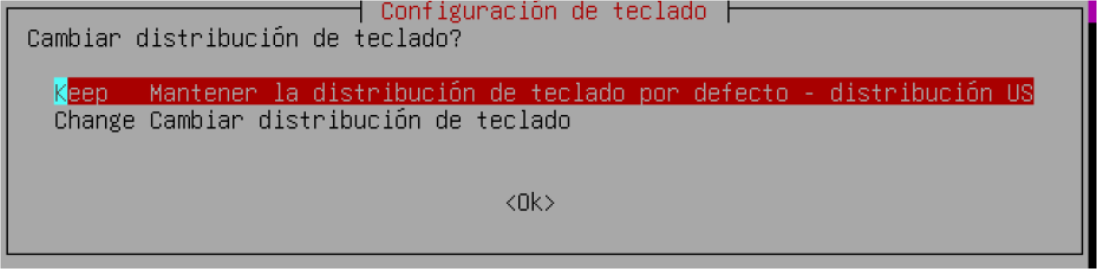 Configuración de teclado
Cambiar distribución de teclado?
Keep Mantener la distribución de teclado por defecto - distribución US
Change Cambiar distribución de teclado
<Ok>